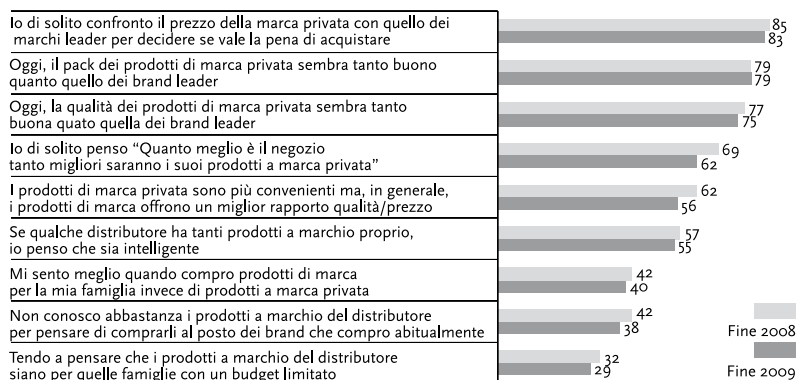 Io di solito confronto il prezzo della marca privata con quello dei
marchi leader per decidere se vale la pena di acquistare
85
83
Oggi, il pack dei prodotti di marca privata sembra tanto buono
quanto quello dei brand leader
79
79
Oggi, la qualità dei prodotti di marca privata sembra tanto
buona quato quella dei brand leader
77
75
Io di solito penso “Quanto meglio è il negozio
tanto migliori saranno i suoi prodotti a marca privata”
69
62
I prodotti di marca privata sono più convenienti ma, in generale,
i prodotti di marca offrono un miglior rapporto qualità/prezzo
62
56
Se qualche distributore ha tanti prodotti a marchio proprio,
io penso che sia intelligente
57
55
Mi sento meglio quando compro prodotti di marca
per la mia famiglia invece di prodotti a marca privata
42
40
Non conosco abbastanza i prodotti a marchio del distributore
per pensare di comprarli al posto dei brand che compro abitualmente
42
38
Tendo a pensare che i prodotti a marchio del distributore
siano per quelle famiglie con un budget limitato
32
29
Fine 2008
Fine 2009